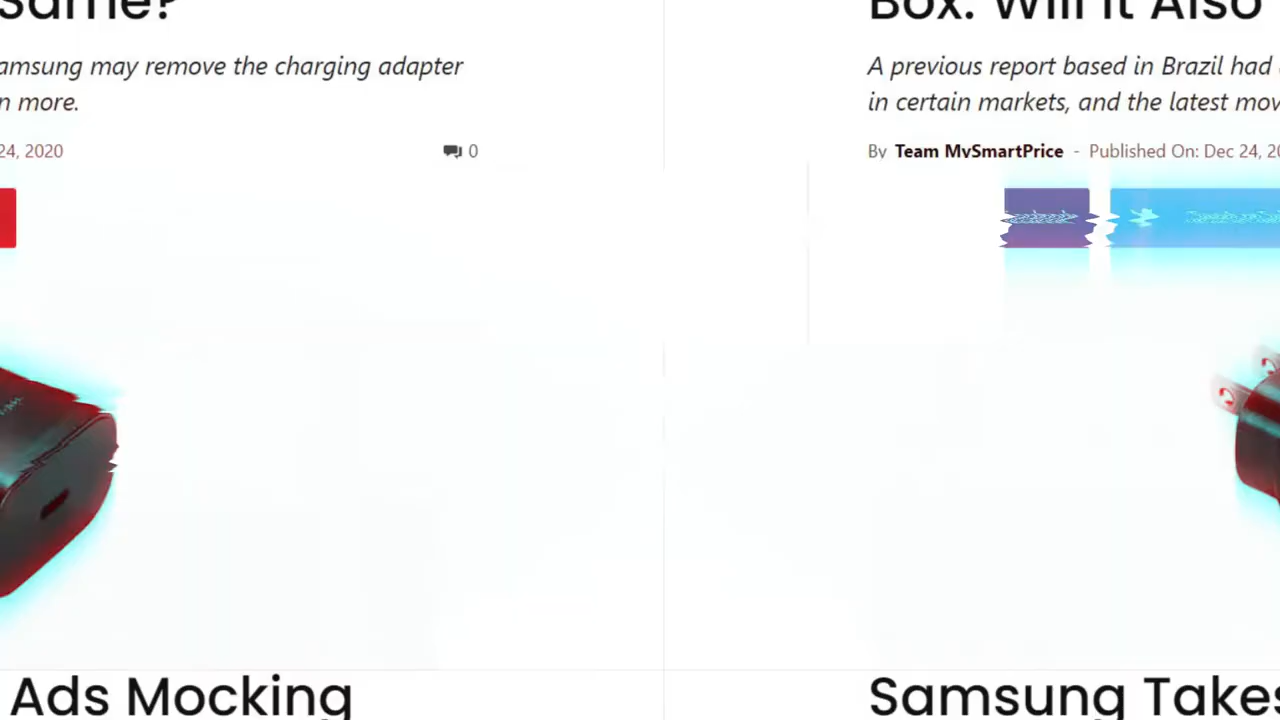 Same?
amsung may remove the charging adapter
n more.
24, 2020
0
Box. Will It Also
A previous report based in Brazil had
in certain markets, and the latest mov
By Team MySmartPrice - Published On: Dec 24, 20
Ads Mocking
Samsung Takes